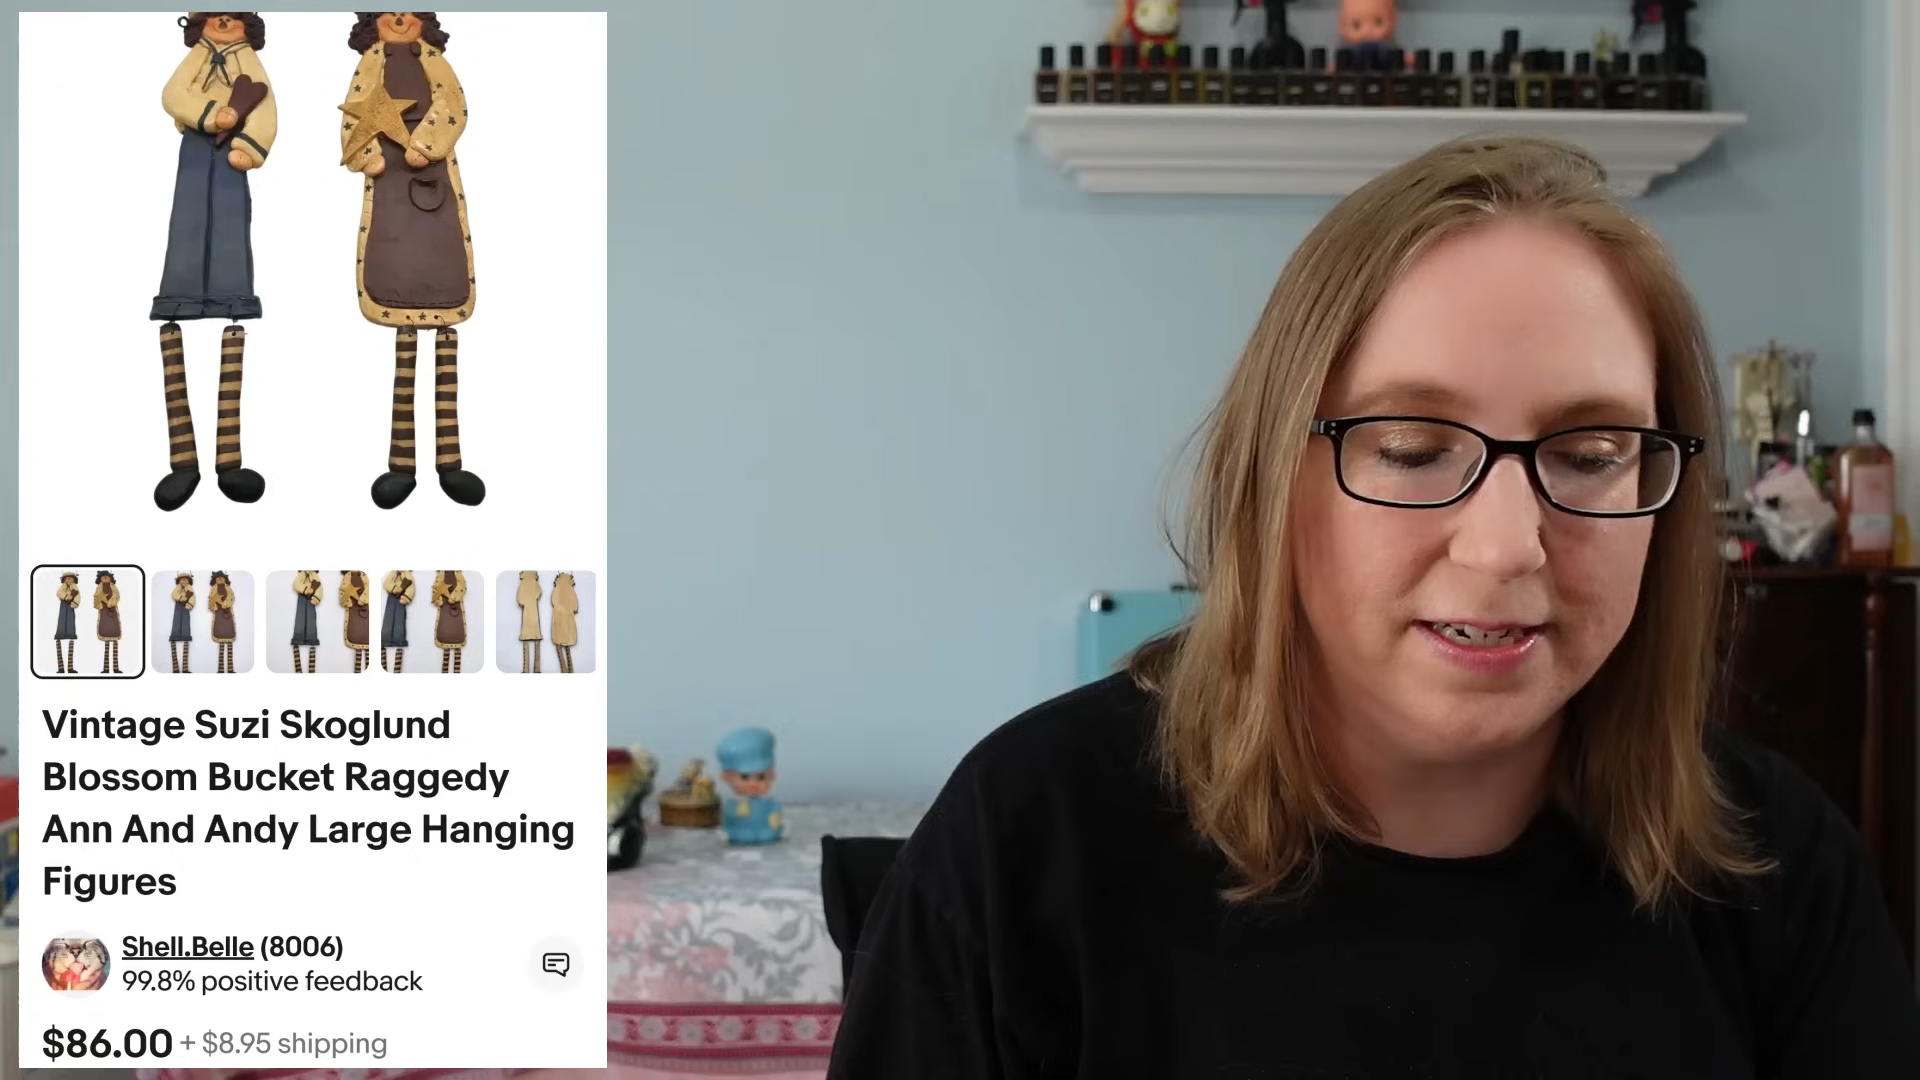 Vintage Suzi Skoglund
Blossom Bucket Raggedy
Ann And Andy Large Hanging
Figures
Shell.Belle (8006)
99.8% positive feedback
$86.00 + $8.95 shipping